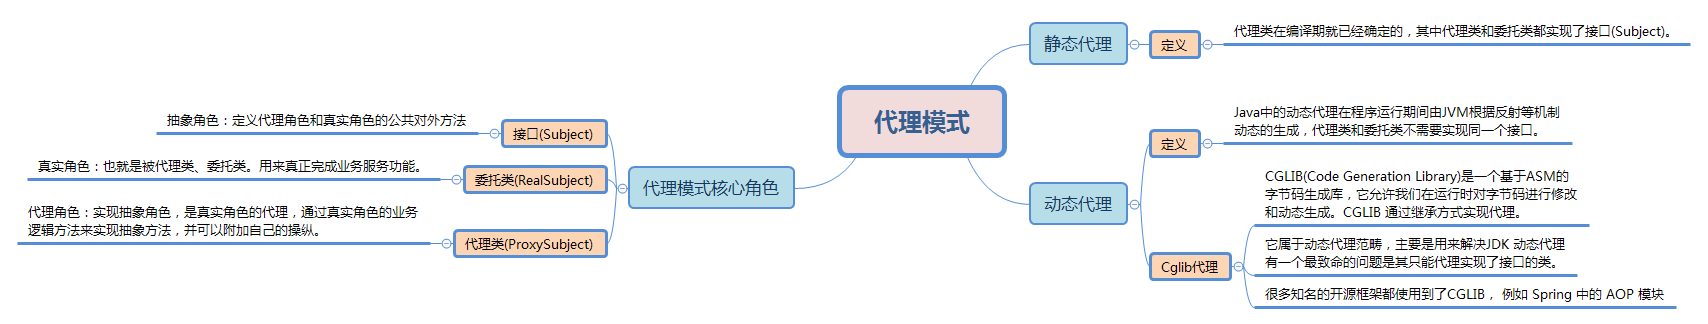 代理模式
静态代理
定义
代理类在编译期就已经确定的，其中代理类和委托类都实现了接口(Subject)。
动态代理
定义
Java中的动态代理在程序运行期间由JVM根据反射等机制
动态的生成，代理类和委托类不需要实现同一个接口。
Cglib代理
CGLIB(Code Generation Library)是一个基于ASM的
字节码生成库，它允许我们在运行时对字节码进行修改
和动态生成。CGLIB 通过继承方式实现代理。
它属于动态代理范畴，主要是用来解决JDK 动态代理
有一个最致命的问题是其只能代理实现了接口的类。
很多知名的开源框架都使用到了CGLIB， 例如 Spring 中的 AOP 模块
代理模式核心角色
接口(Subject)
抽象角色：定义代理角色和真实角色的公共对外方法
委托类(RealSubject)
真实角色：也就是被代理类、委托类。用来真正完成业务服务功能。
代理类(ProxySubject)
代理角色：实现抽象角色，是真实角色的代理，通过真实角色的业务
逻辑方法来实现抽象方法，并可以附加自己的操纵。